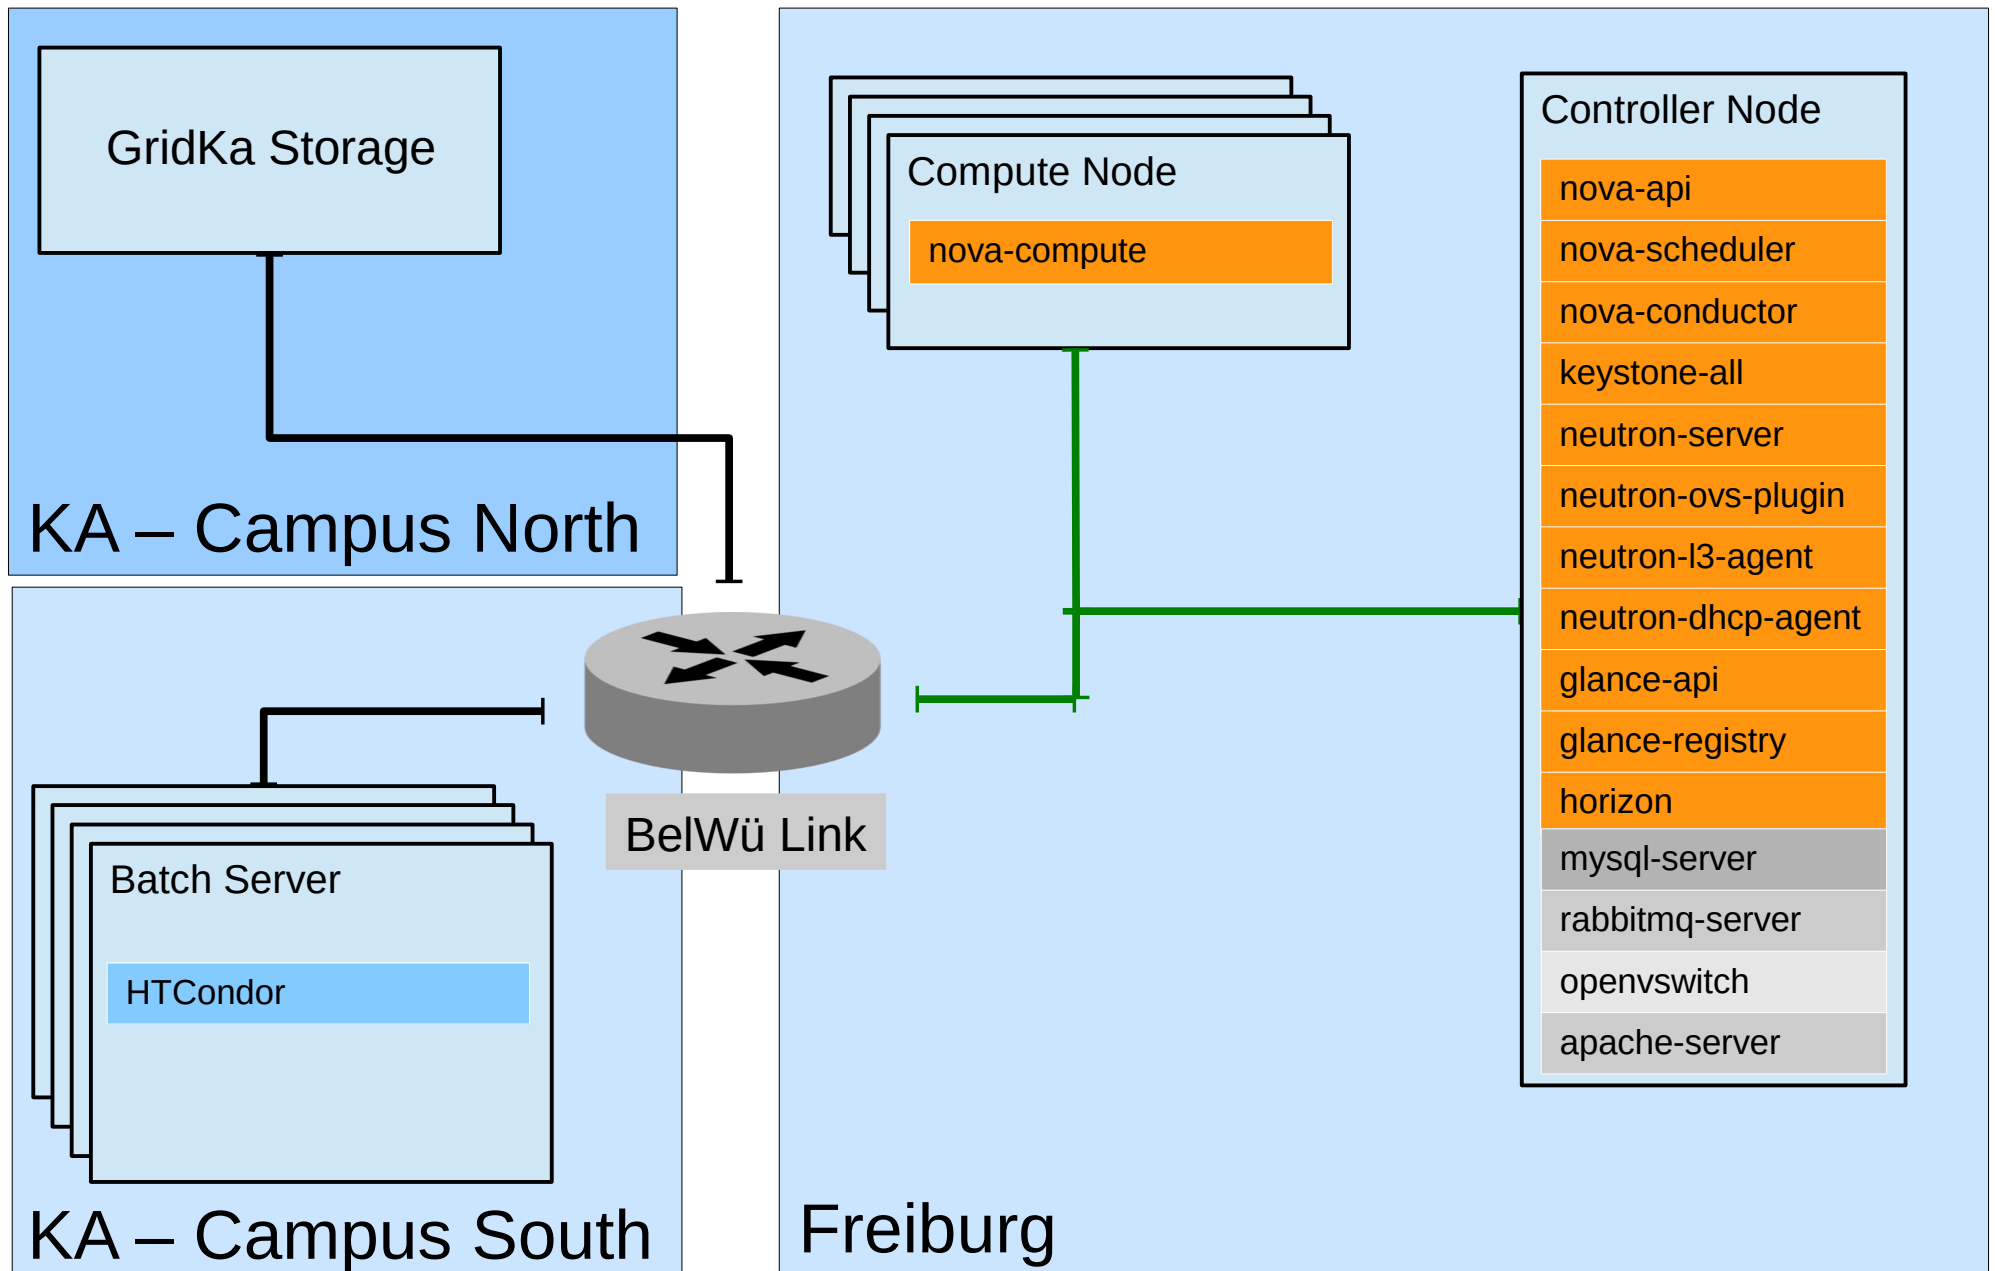 GridKa Storage
KA – Campus North
Batch Server
HTCondor
KA – Campus South
BelWü Link
Compute Node
nova-compute
Controller Node
nova-api
nova-scheduler
nova-conductor
keystone-all
neutron-server
neutron-ovs-plugin
neutron-l3-agent
neutron-dhcp-agent
glance-api
glance-registry
horizon
mysql-server
rabbitmq-server
openvswitch
apache-server
Freiburg